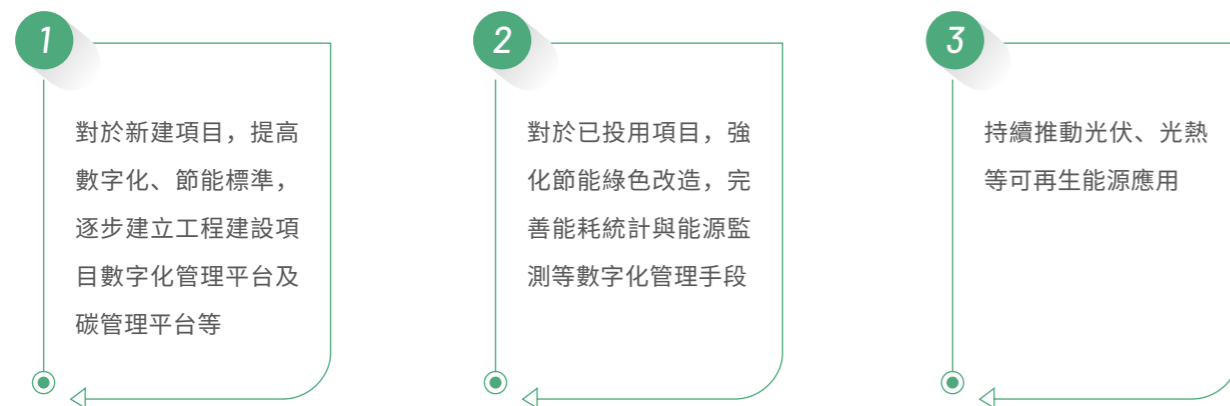 1
對於新建項目，提高
數字化、節能標準，
逐步建立工程建設項
目數字化管理平台及
碳管理平台等
2
對於已投用項目，強
化節能綠色改造，完
善能耗統計與能源監
測等數字化管理手段
3
持續推動光伏、光熱
等可再生能源應用